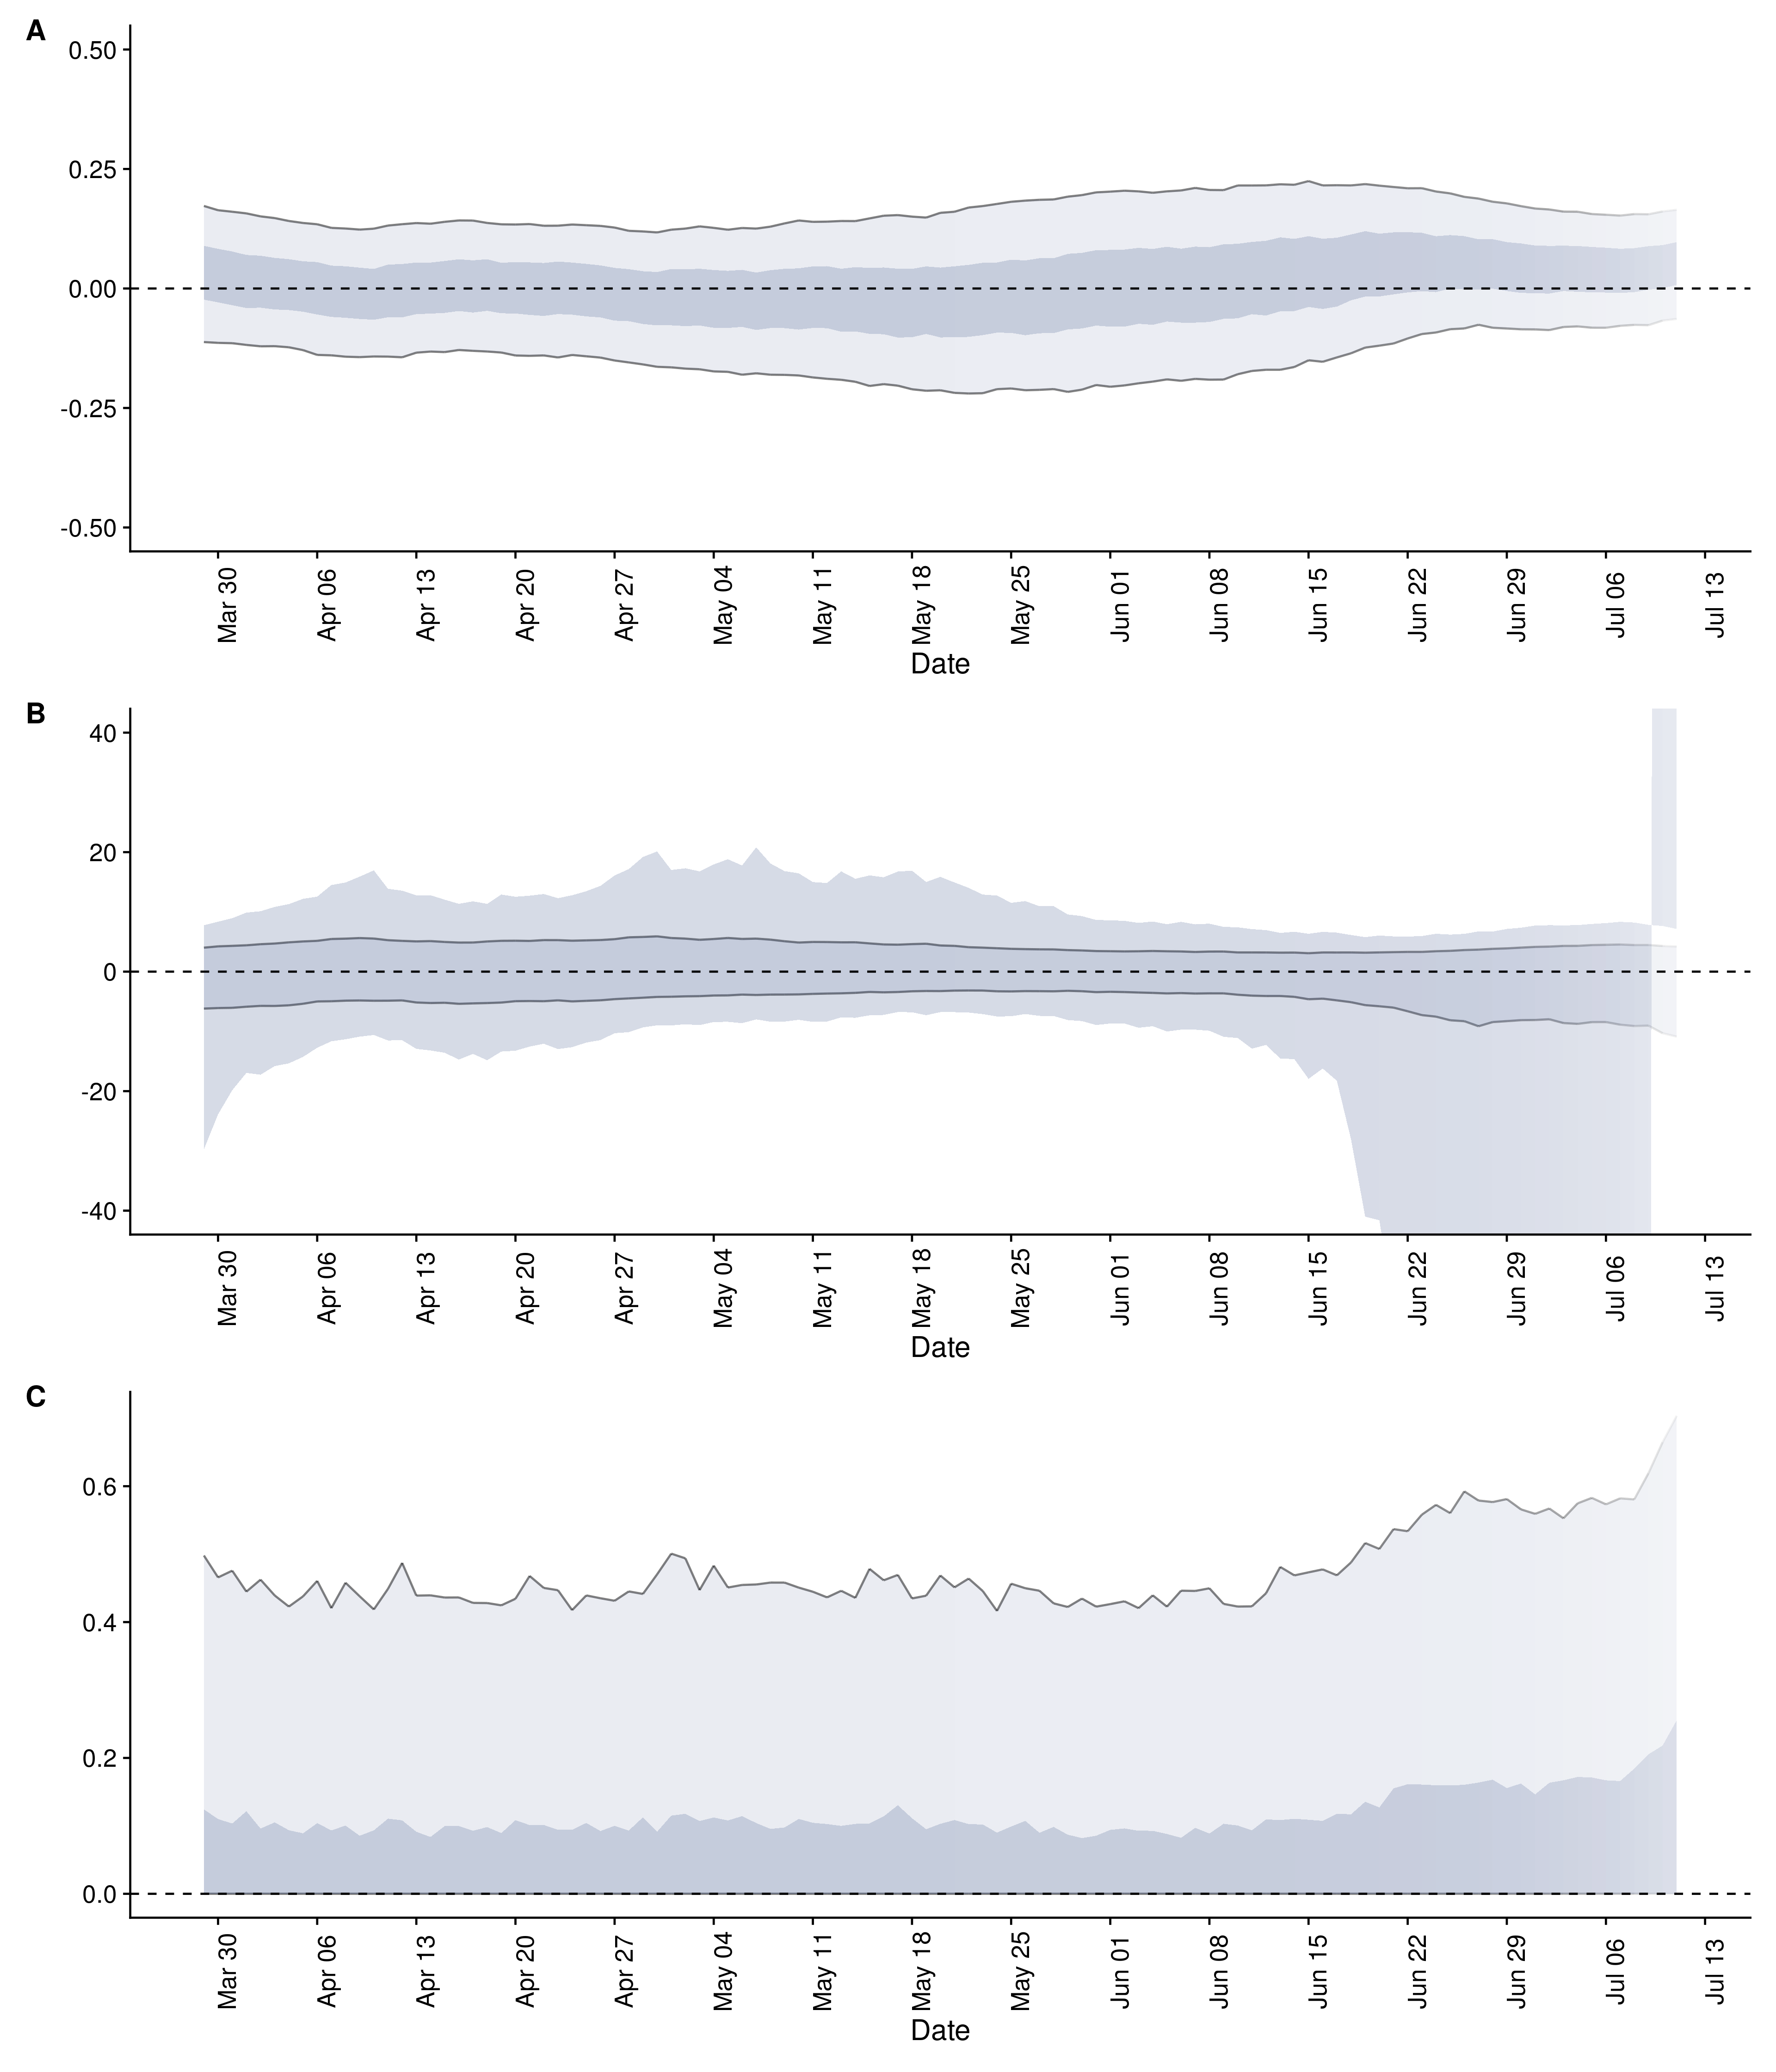 A
0.50
0.25
0.00
-0.25
-0.50
Mar 30
Apr 06
Apr 13
Apr 20
Apr 27
May 04
May 11
May 18
May 25
Jun 01
Jun 08
Jun 15
Jun 22
Jun 29
Jul 06
Jul 13
Date
B
40
20
0
-20
-40
Mar 30
Apr 06
Apr 13
Apr 20
Apr 27
May 04
May 11
May 18
May 25
Jun 01
Jun 08
Jun 15
Jun 22
Jun 29
Jul 06
Jul 13
Date
C
0.6
0.4
0.2
0.0
Mar 30
Apr 06
Apr 13
Apr 20
Apr 27
May 04
May 11
May 18
May 25
Jun 01
Jun 08
Jun 15
Jun 22
Jun 29
Jul 06
Jul 13
Date